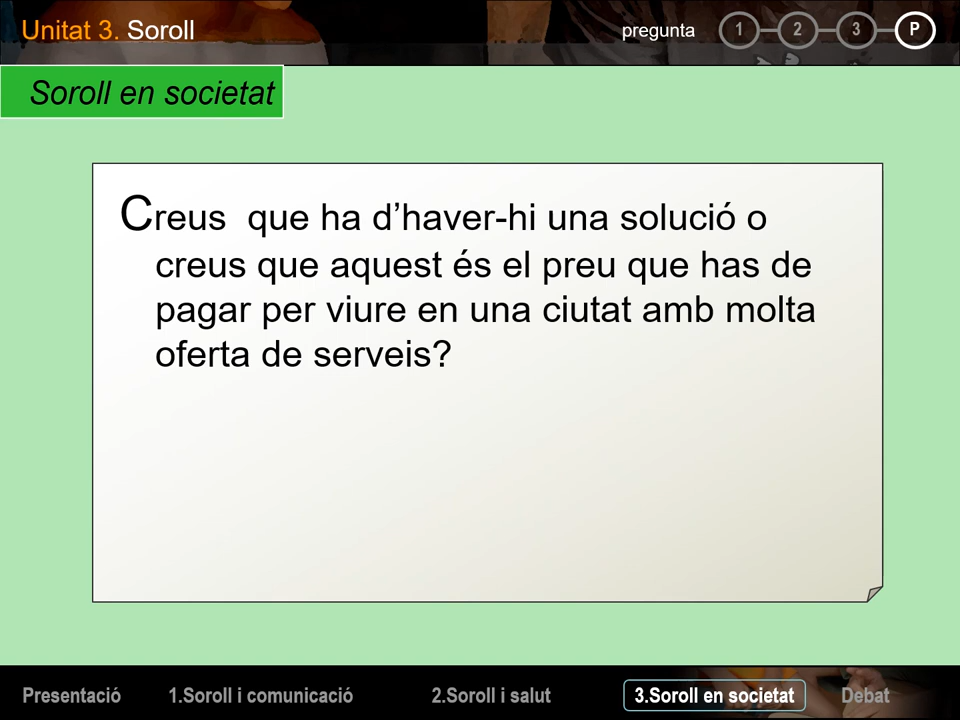 Unitat 3. Soroll
pregunta
1 2 3 P
Soroll en societat
Creus que ha d’haver-hi una solució o
creus que aquest és el preu que has de
pagar per viure en una ciutat amb molta
oferta de serveis?
Presentació 1.Soroll i comunicació 2.Soroll i salut 3.Soroll en societat Debat